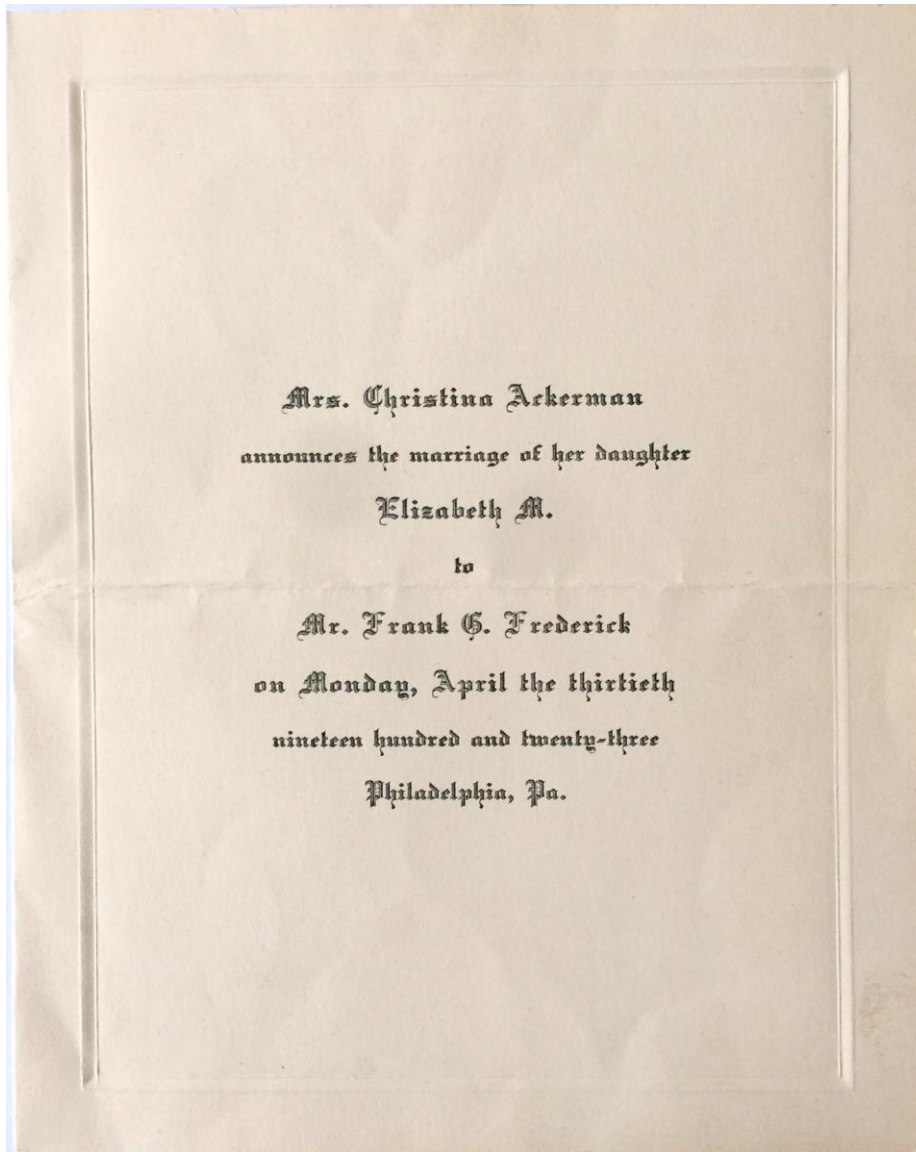 Mrs. Christina Ackerman
announces the marriage of her daughter
Elizabeth M.
to
Mr. Frank G. Frederick
on Monday, April the thirtieth
nineteen hundred and twenty-three
Philadelphia, Pa.